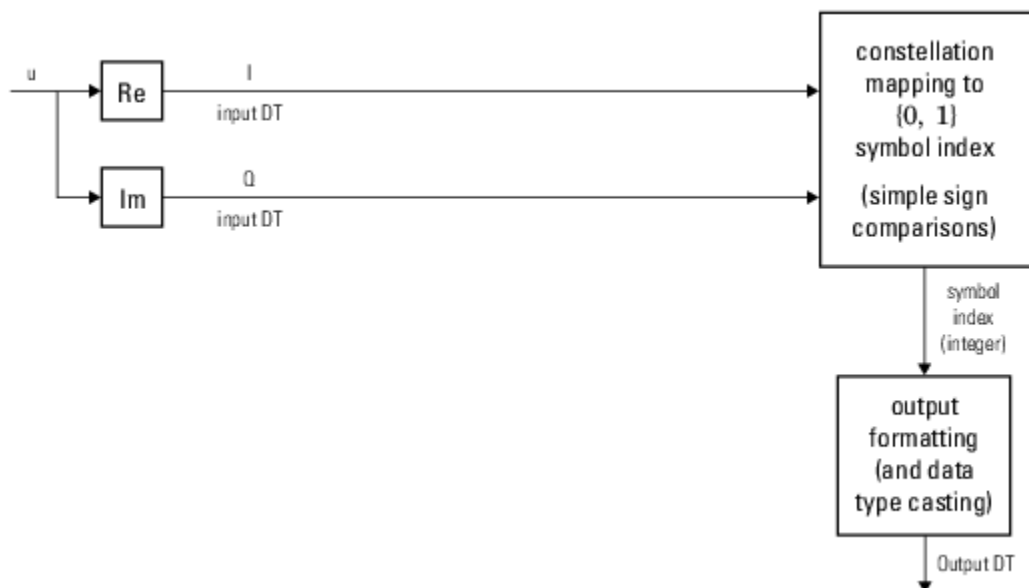 u
Re
I
input DT
Im
Q
input DT
constellation
mapping to
{0, 1}
symbol index
(simple sign
comparisons)
symbol
index
(integer)
output
formatting
(and data
type casting)
Output DT